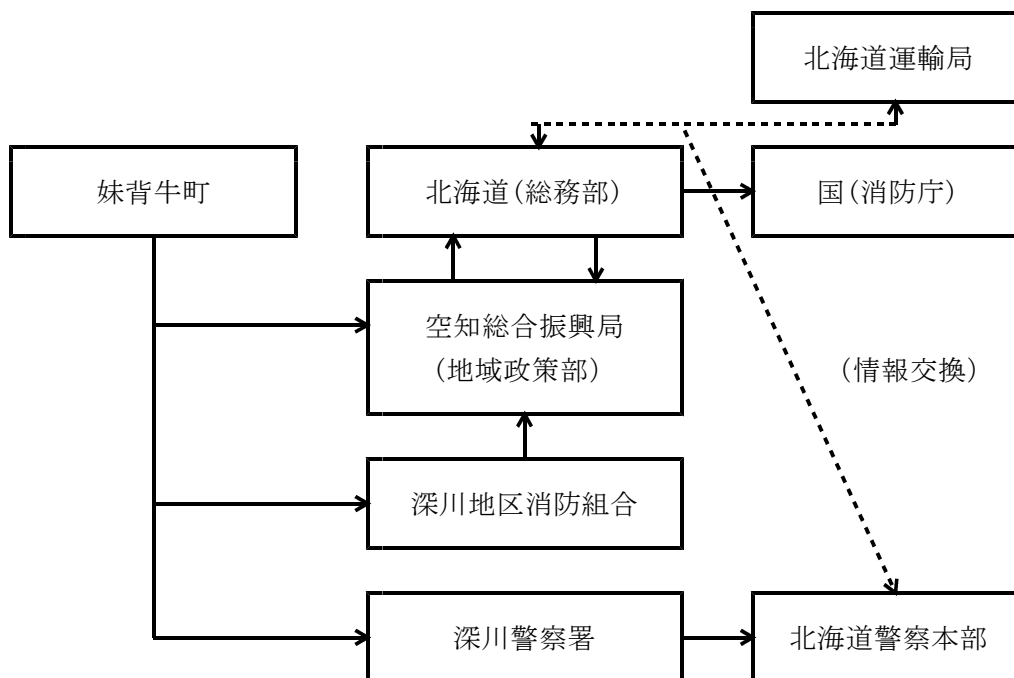 北海道運輸局
妹背牛町
北海道(総務部)
国(消防庁)
空知総合振興局
(地域政策部)
(情報交換)
深川地区消防組合
深川警察署
北海道警察本部